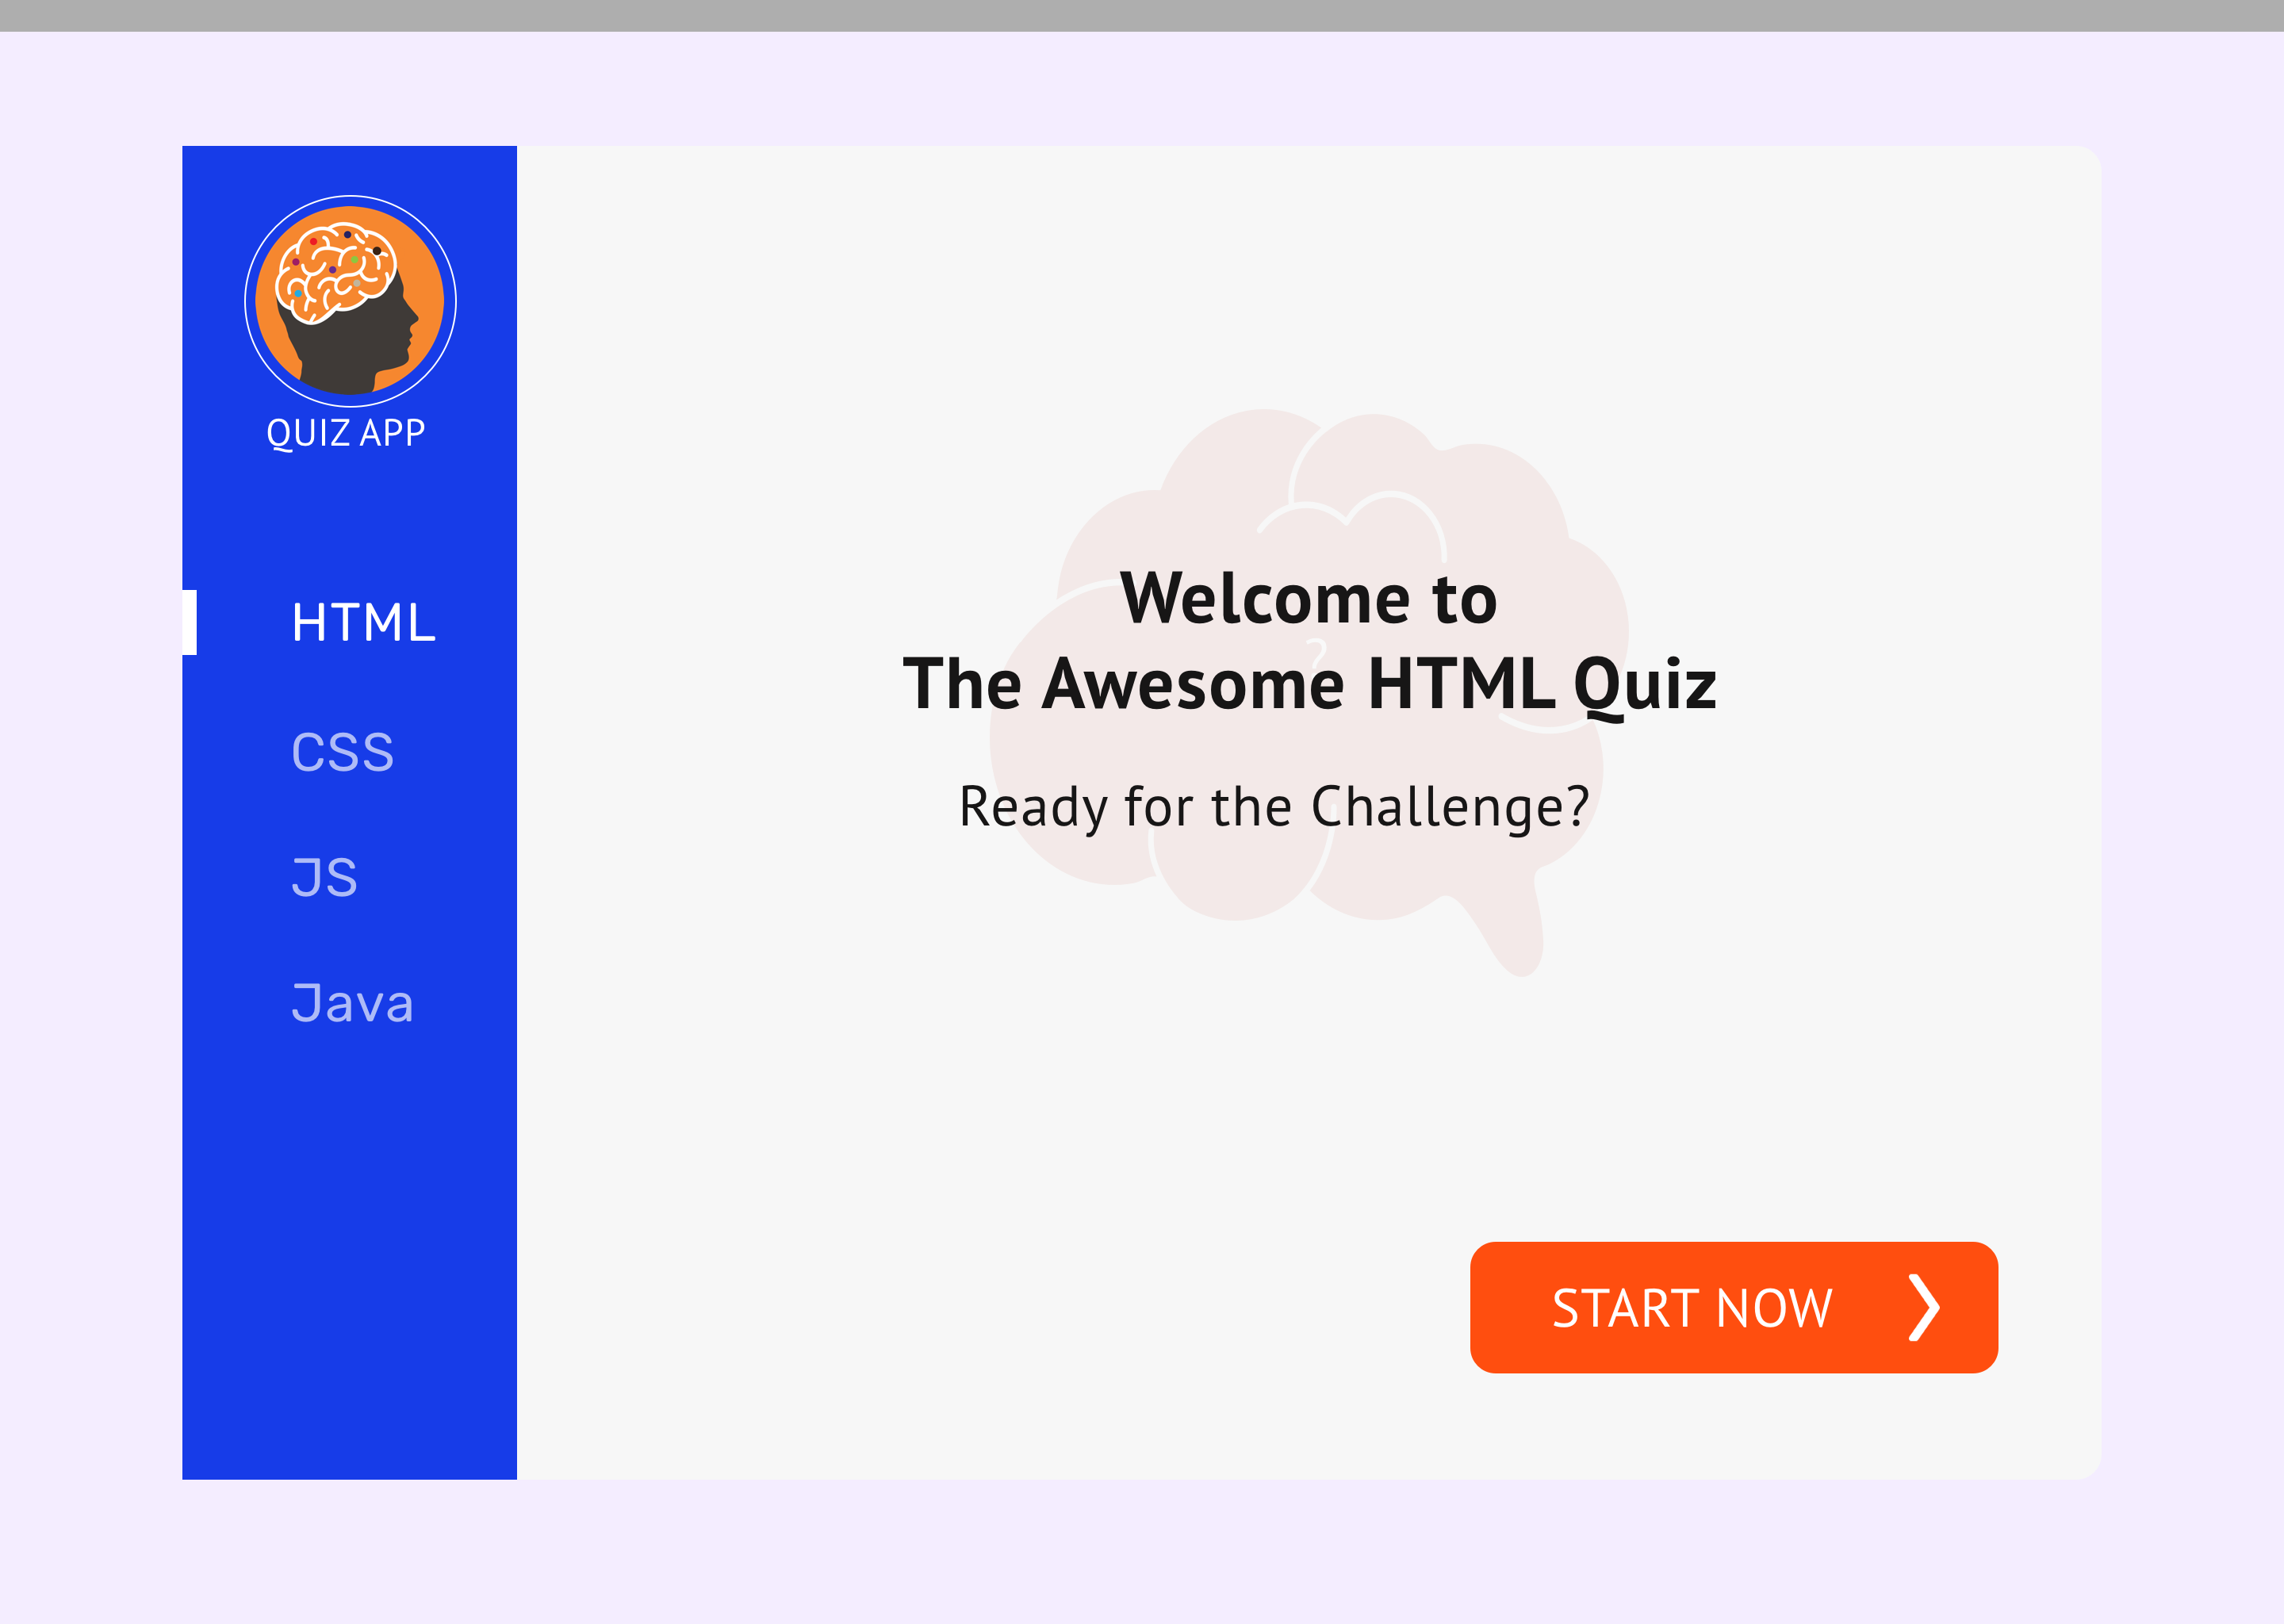 QUIZ APP
HTML
CSS
JS
Java
Welcome to
?
The Awesome HTML Quiz
Ready for the Challenge?
START NOW